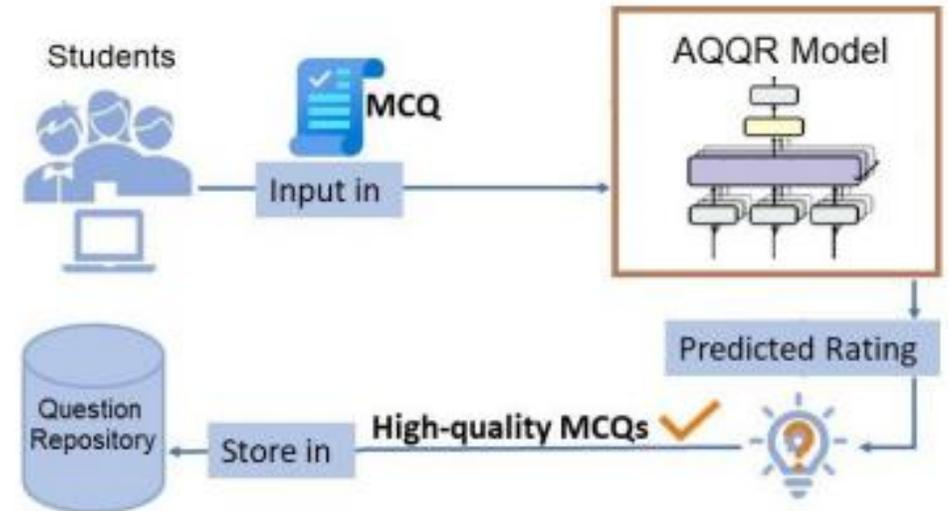 Students
MCQ
Input in
AQQR Model
Predicted Rating
High-quality MCQs
Store in
Question
Repository